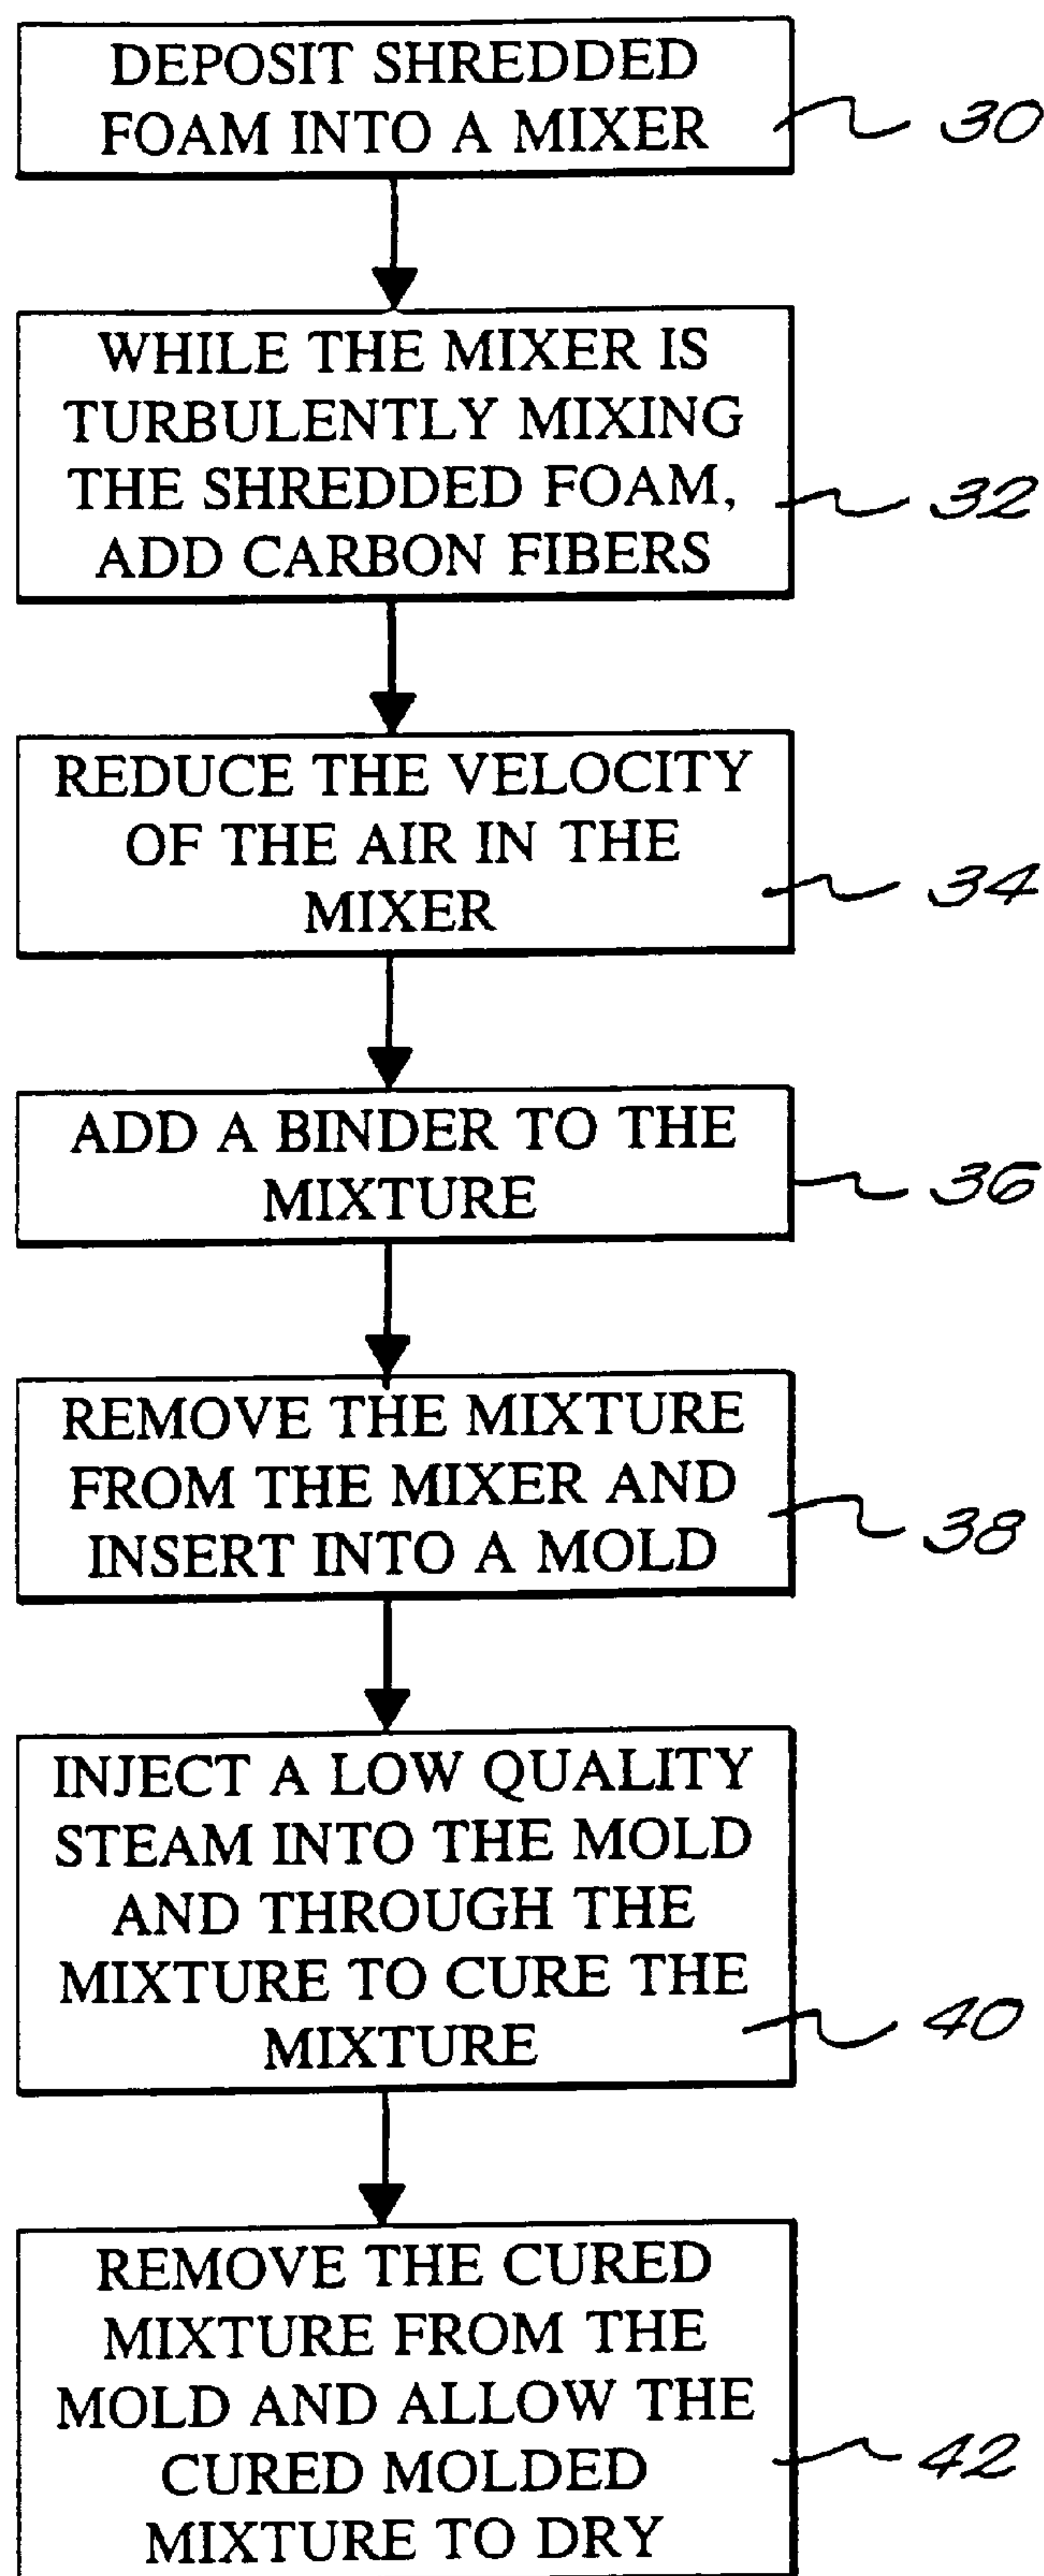 DEPOSIT SHREDDED
FOAM INTO A MIXER
30
WHILE THE MIXER IS
TURBULENTLY MIXING
THE SHREDDED FOAM,
ADD CARBON FIBERS
32
REDUCE THE VELOCITY
OF THE AIR IN THE
MIXER
34
ADD A BINDER TO THE
MIXTURE
36
REMOVE THE MIXTURE
FROM THE MIXER AND
INSERT INTO A MOLD
38
INJECT A LOW QUALITY
STEAM INTO THE MOLD
AND THROUGH THE
MIXTURE TO CURE THE
MIXTURE
40
REMOVE THE CURED
MIXTURE FROM THE
MOLD AND ALLOW THE
CURED MOLDED
MIXTURE TO DRY
42